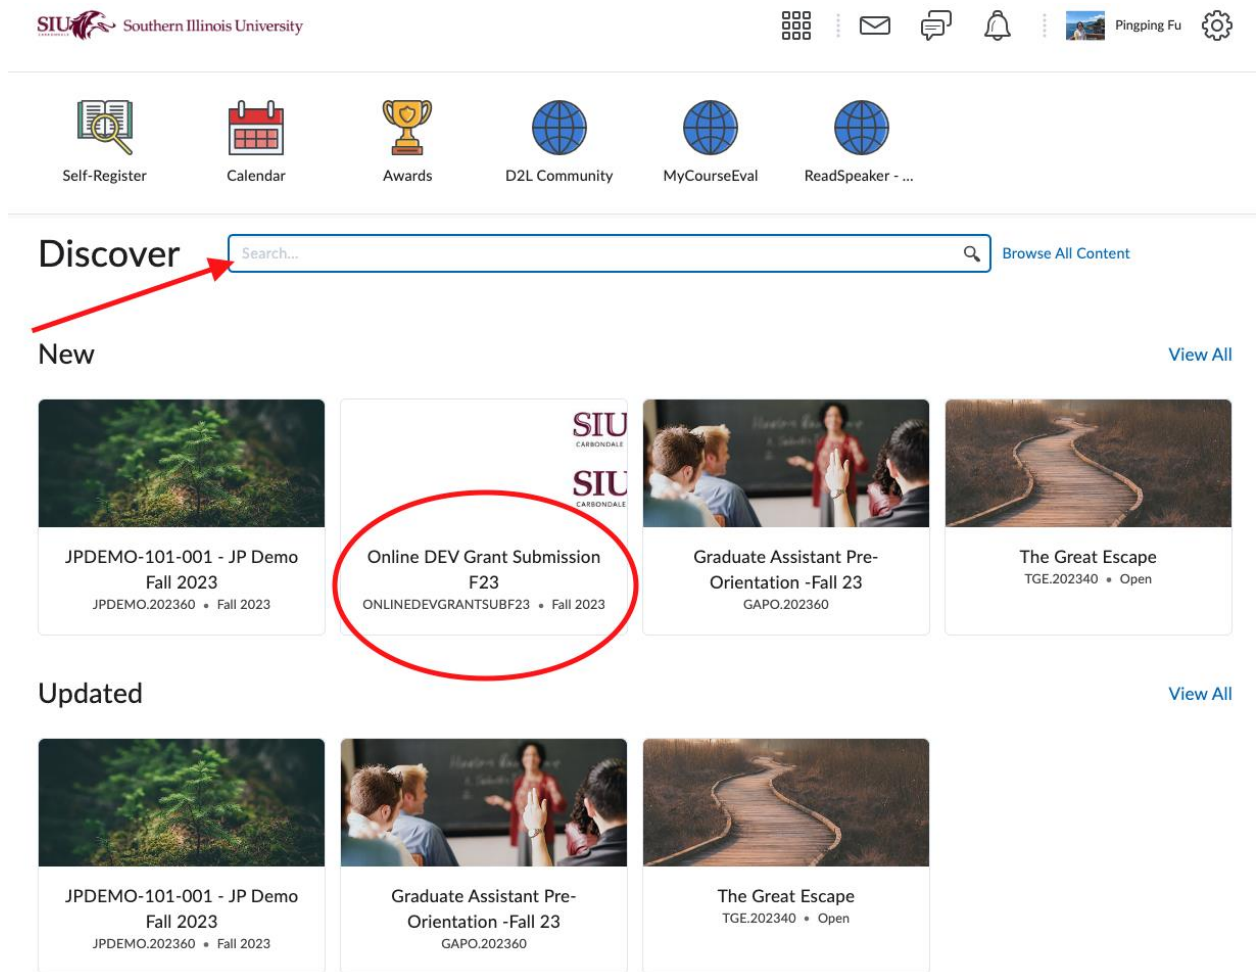 SIU Southern Illinois University
CARBONDALE
Pingping Fu
Self-Register
Calendar
Awards
D2L Community
MyCourseEval
ReadSpeaker - ...
Discover
Search...
Browse All Content
New
View All
SIU
CARBONDALE
SIU
CARBONDALE
JPDEMO-101-001 - JP Demo
Fall 2023
JPDEMO.202360 • Fall 2023
Online DEV Grant Submission
F23
ONLINEDEVGRANTSUBF23 • Fall 2023
Graduate Assistant Pre-
Orientation -Fall 23
GAPO.202360
The Great Escape
TGE.202340 • Open
Updated
View All
JPDEMO-101-001 - JP Demo
Fall 2023
JPDEMO.202360 • Fall 2023
Graduate Assistant Pre-
Orientation -Fall 23
GAPO.202360
The Great Escape
TGE.202340 • Open